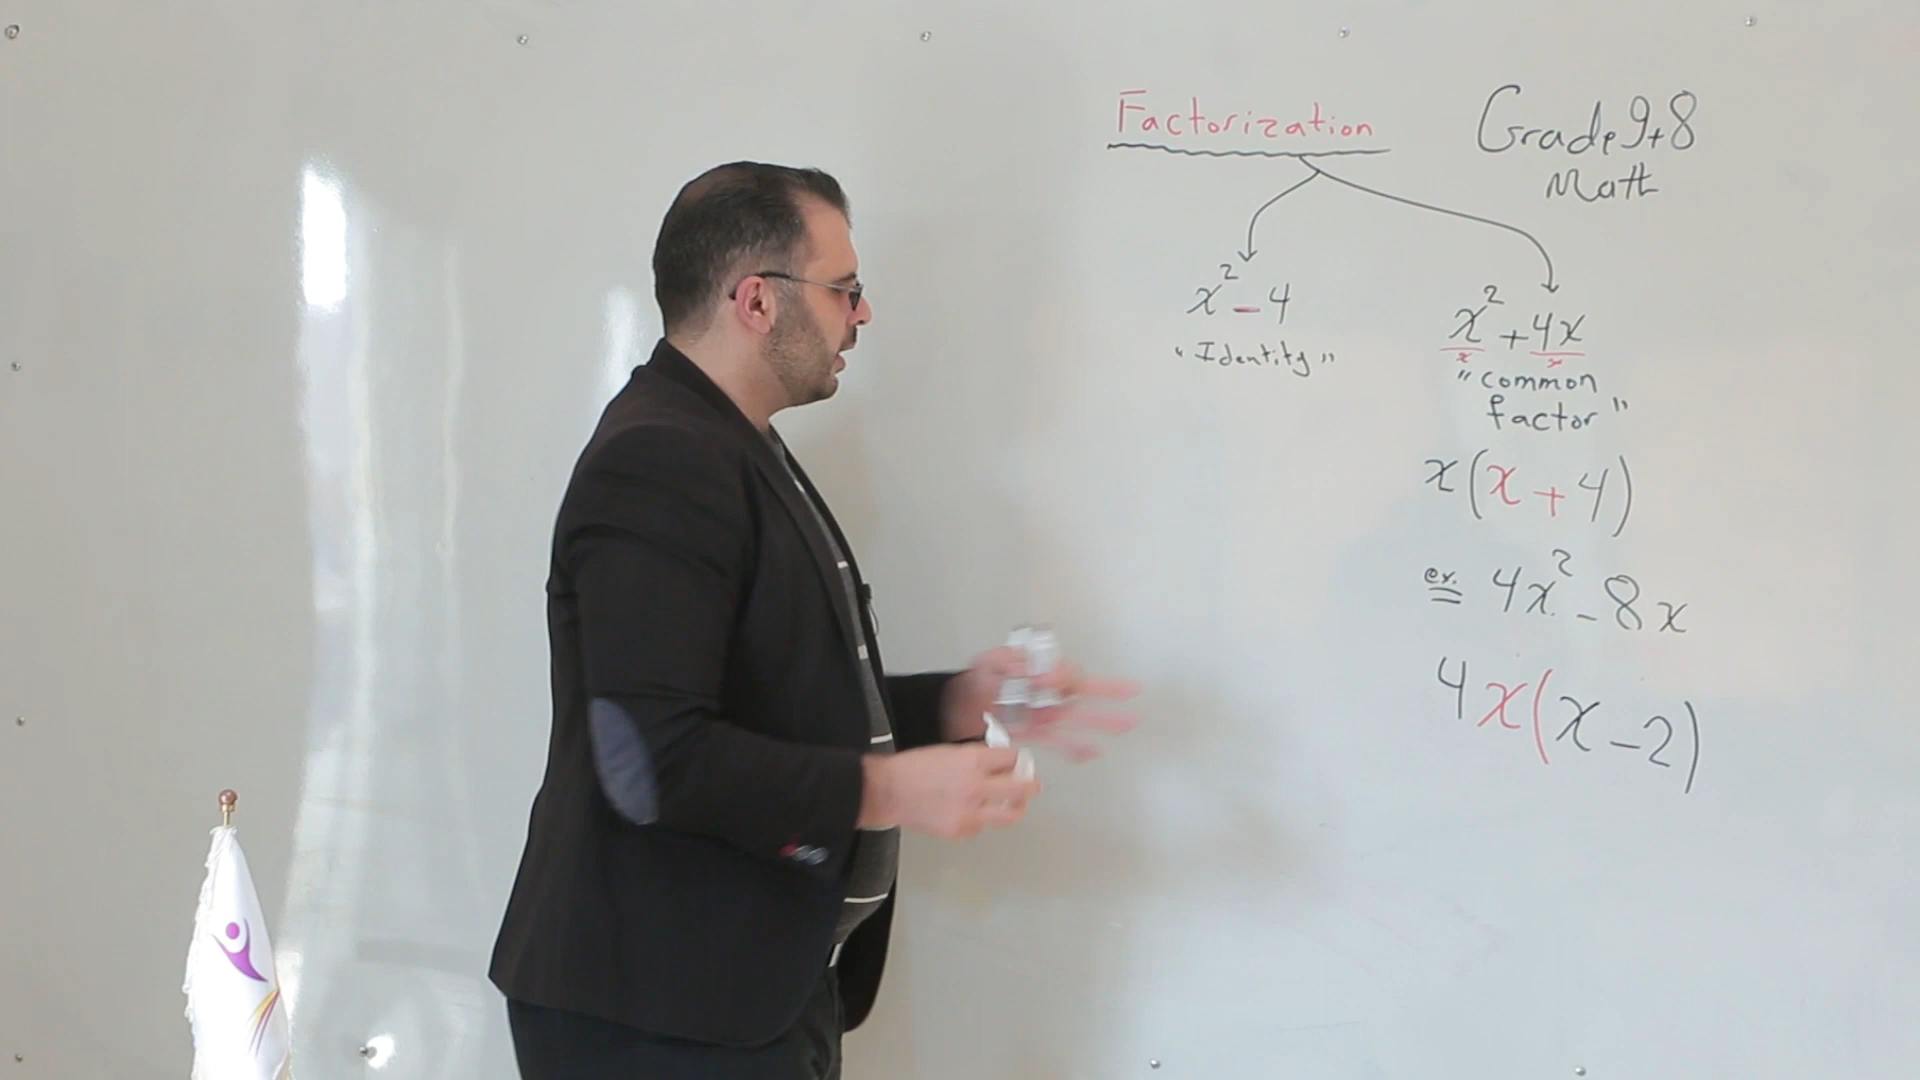 Factorization
Grade 9+8
Math
x² - 4
"Identity"
x² + 4x
x x
"common
factor"
x(x + 4)
ex. 4x² - 8x
4x(x - 2)